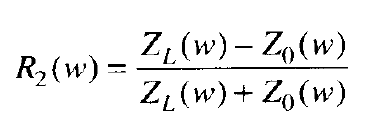 R_2(w) = \frac{Z_L(w) - Z_0(w)}{Z_L(w) + Z_0(w)}